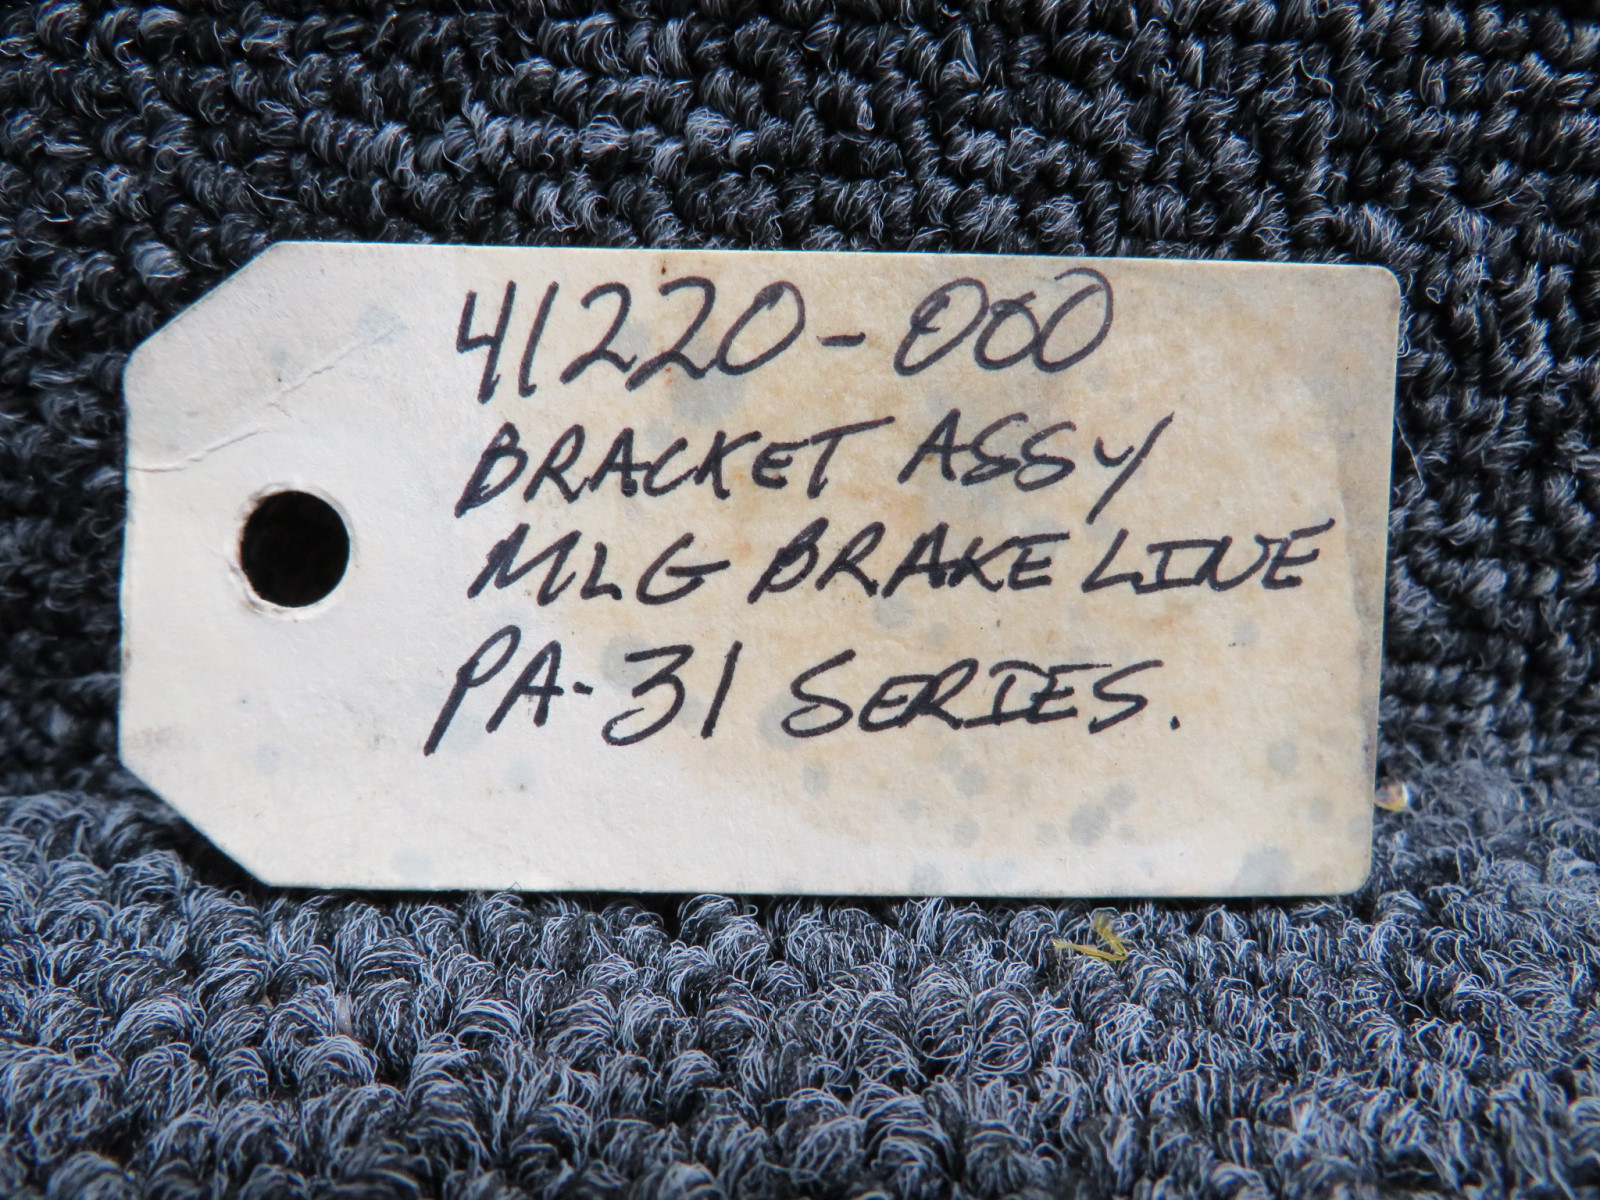 41220-000
BRACKET ASSY
MLG BRAKE LINE
PA-31 SERIES.